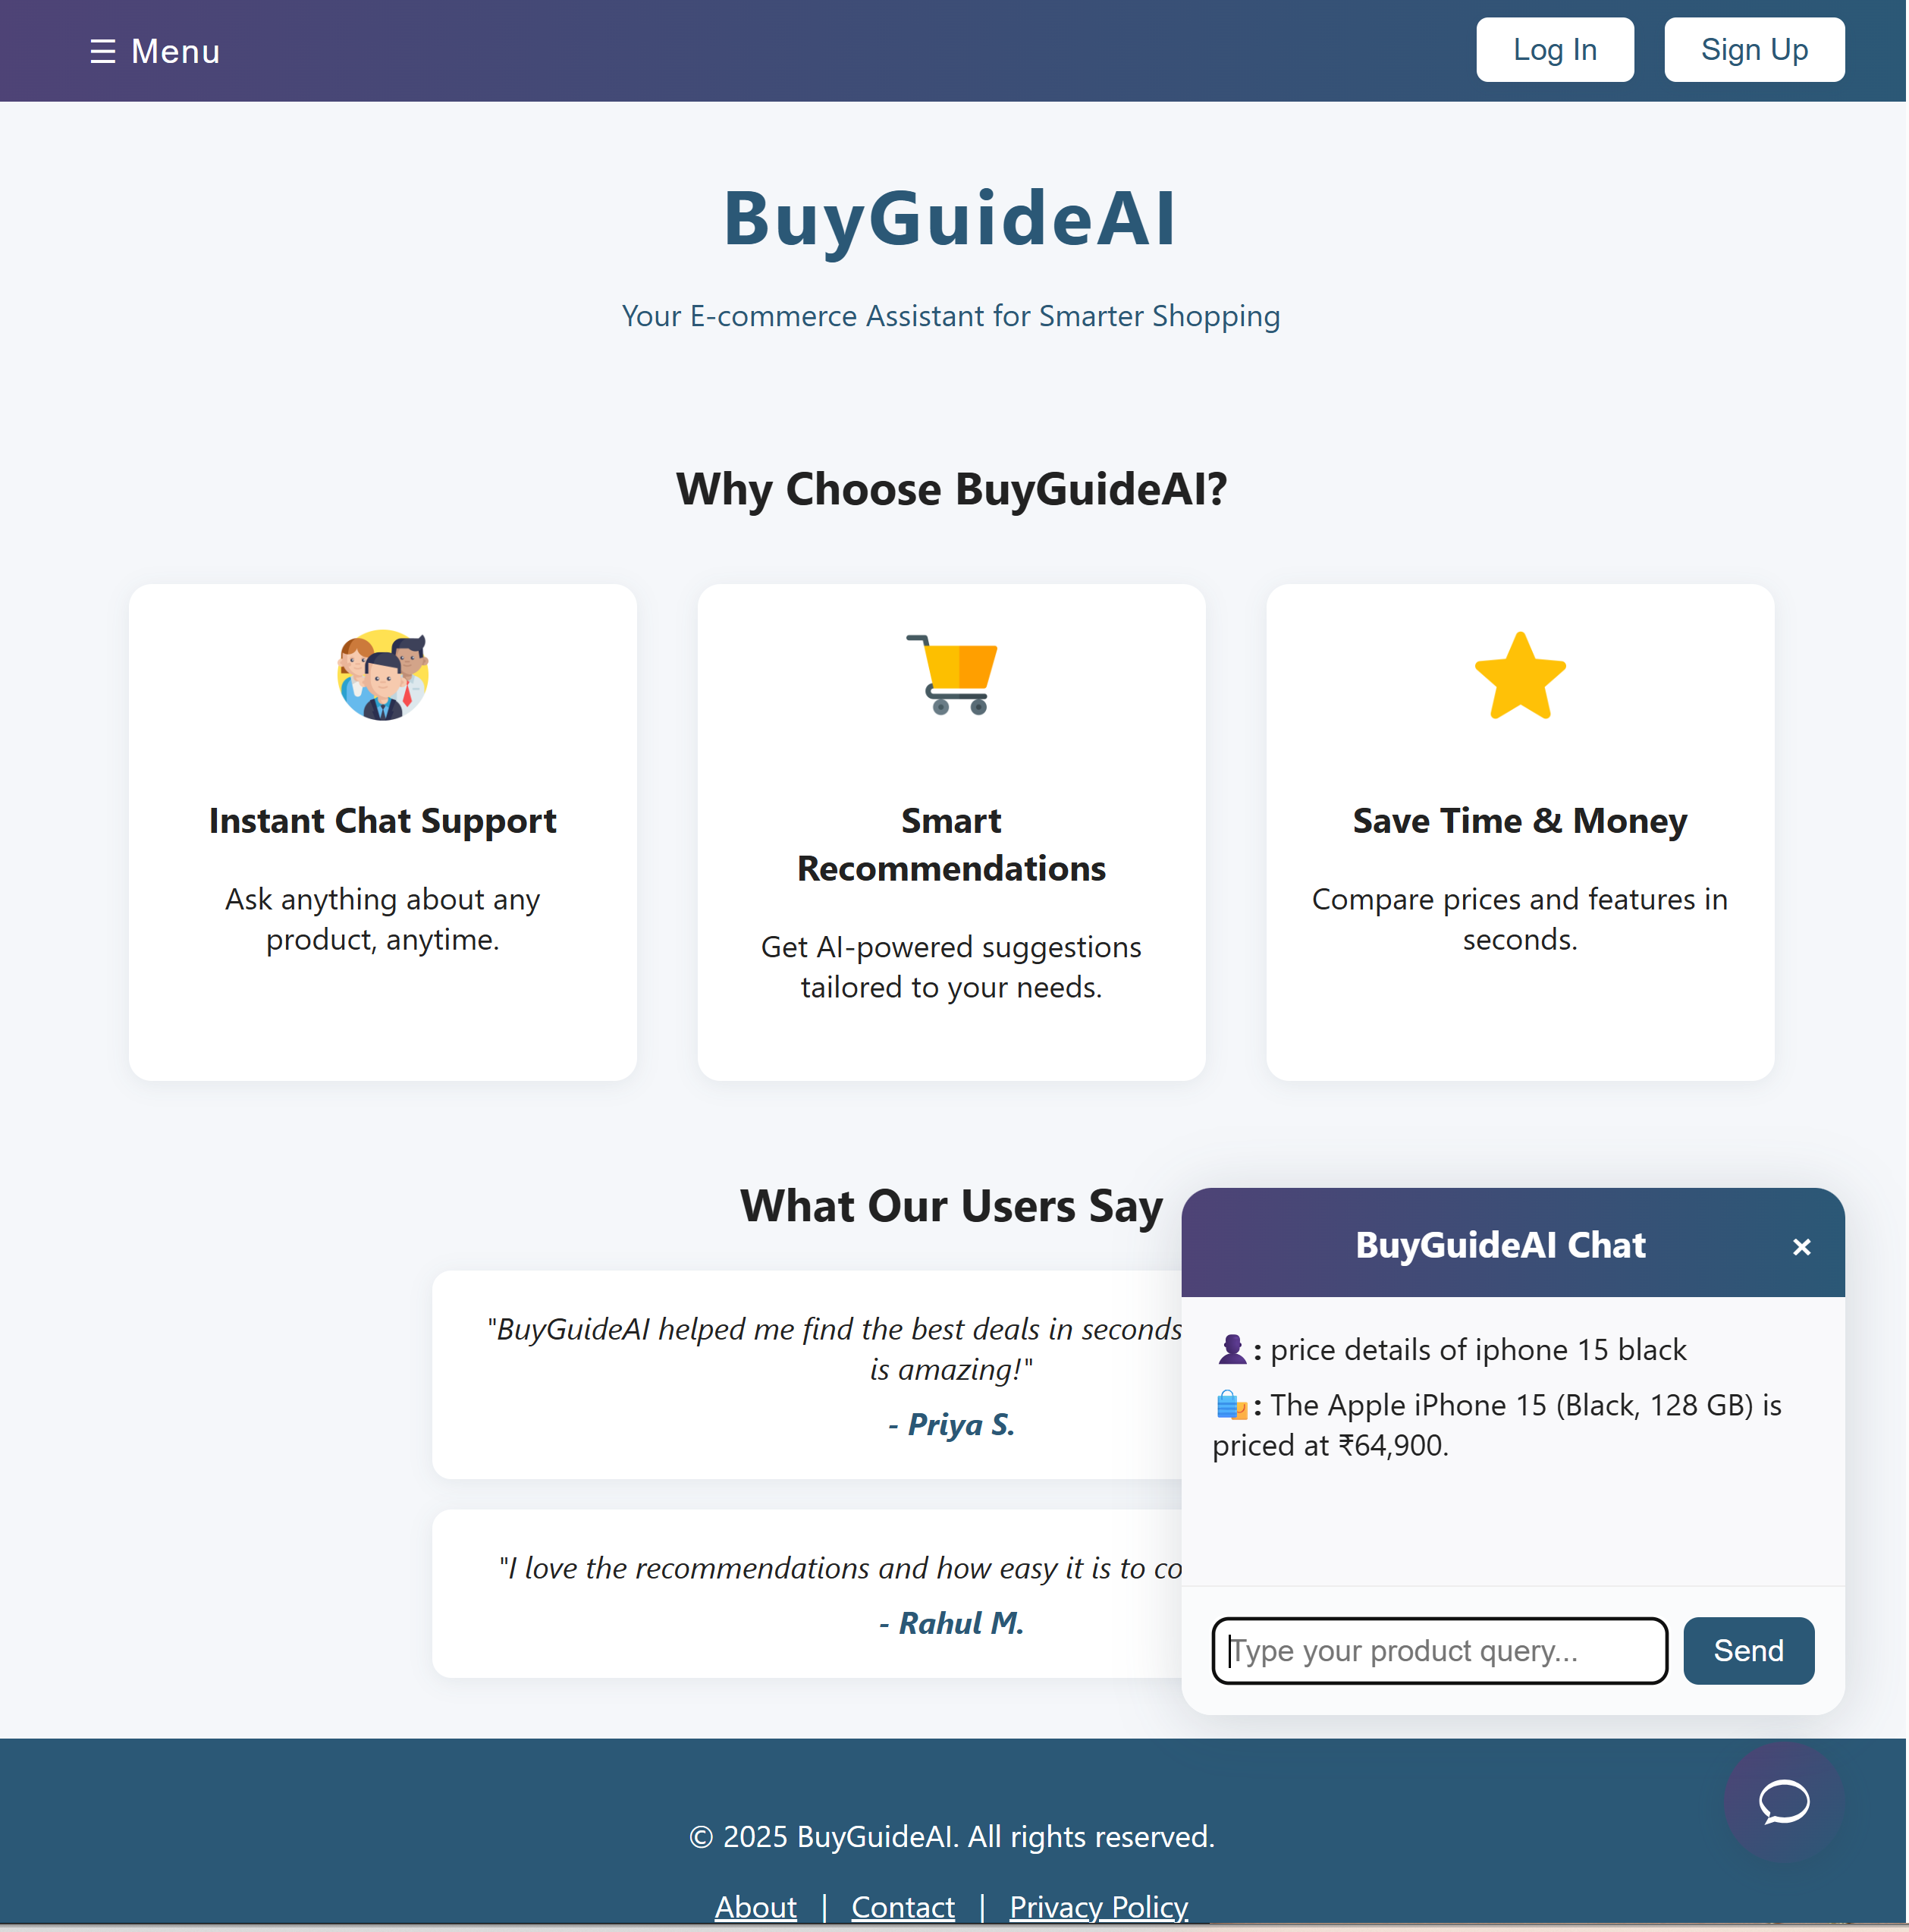 ☰ Menu
Log In
Sign Up
BuyGuideAI
Your E-commerce Assistant for Smarter Shopping
Why Choose BuyGuideAI?
Instant Chat Support
Ask anything about any
product, anytime.
Smart
Recommendations
Get AI-powered suggestions
tailored to your needs.
Save Time & Money
Compare prices and features in
seconds.
What Our Users Say
"BuyGuideAI helped me find the best deals in seconds
is amazing!"
- Priya S.
"I love the recommendations and how easy it is to co
- Rahul M.
BuyGuideAI Chat
×
: price details of iphone 15 black
: The Apple iPhone 15 (Black, 128 GB) is
priced at ₹64,900.
Type your product query...
Send
© 2025 BuyGuideAI. All rights reserved.
About | Contact | Privacy Policy